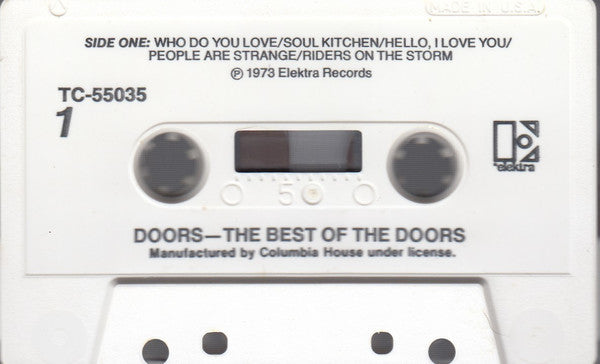 MADE IN U.S.A.
SIDE ONE: WHO DO YOU LOVE/SOUL KITCHEN/HELLO, I LOVE YOU/
PEOPLE ARE STRANGE/RIDERS ON THE STORM
℗ 1973 Elektra Records
TC-55035
1
elektra
5
DOORS—THE BEST OF THE DOORS
Manufactured by Columbia House under license.